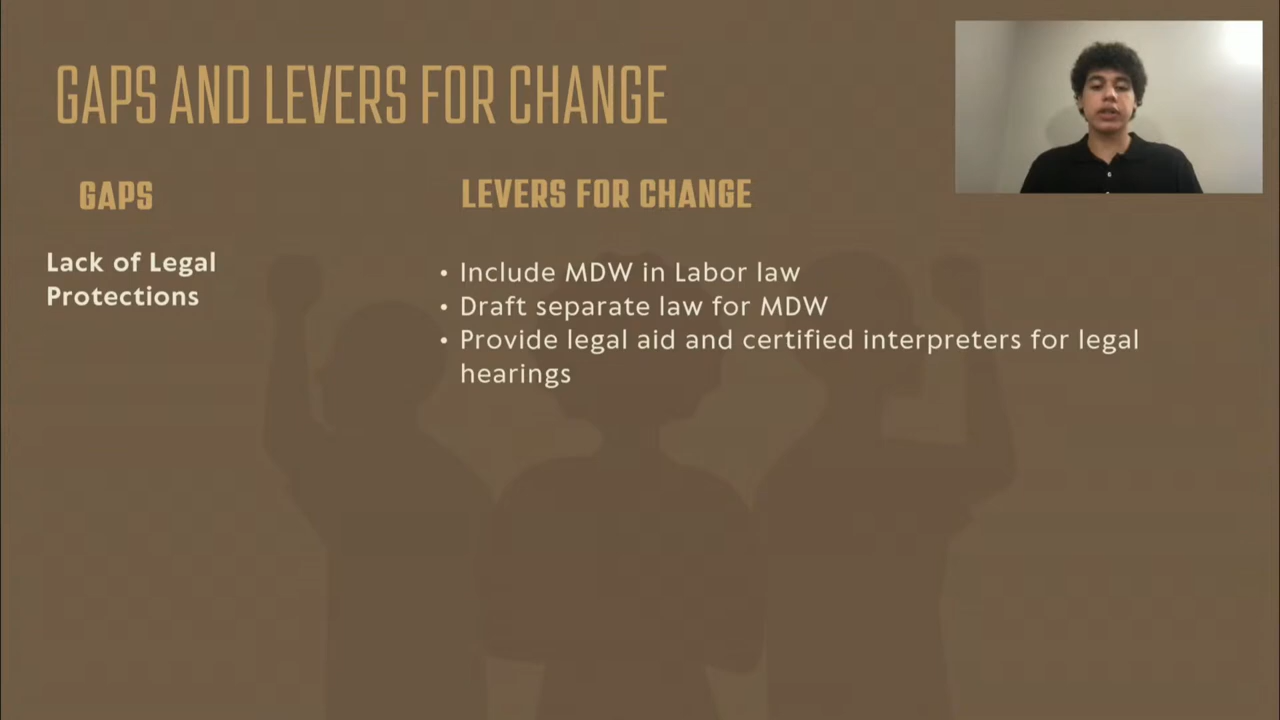 GAPS AND LEVERS FOR CHANGE
GAPS
Lack of Legal
Protections
LEVERS FOR CHANGE
• Include MDW in Labor law
• Draft separate law for MDW
• Provide legal aid and certified interpreters for legal
hearings